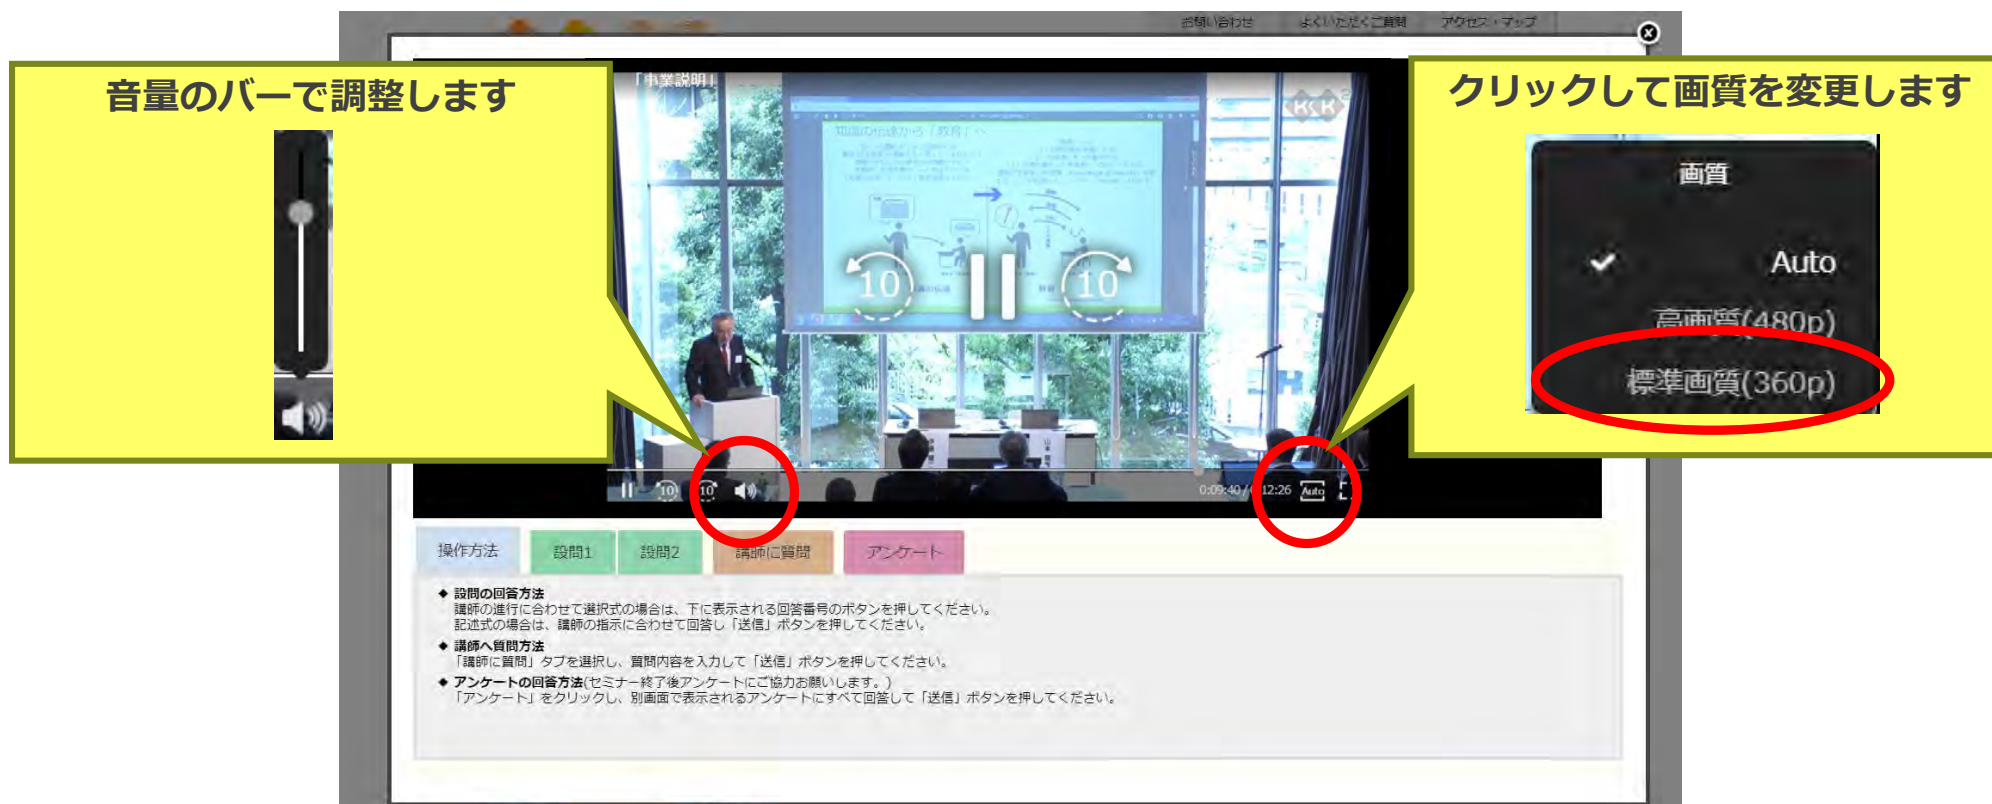 お問い合わせ
よくいただくご質問
アクセス・マップ
音量のバーで調整します
クリックして画質を変更します
「事業説明」
知識の伝達から「教育」へ
10
10
画質
Auto
高画質(480p)
標準画質(360p)
10
10
0:09:40 /
12:26
Auto
操作方法
設問1
設問2
講師に質問
アンケート
◆ 設問の回答方法
講師の進行に合わせて選択式の場合は、下に表示される回答番号のボタンを押してください。
記述式の場合は、講師の指示に合わせて回答し「送信」ボタンを押してください。
◆ 講師へ質問方法
「講師に質問」タブを選択し、質問内容を入力して「送信」ボタンを押してください。
◆ アンケートの回答方法(セミナー終了後アンケートにご協力お願いします。)
「アンケート」をクリックし、別画面で表示されるアンケートにすべて回答して「送信」ボタンを押してください。